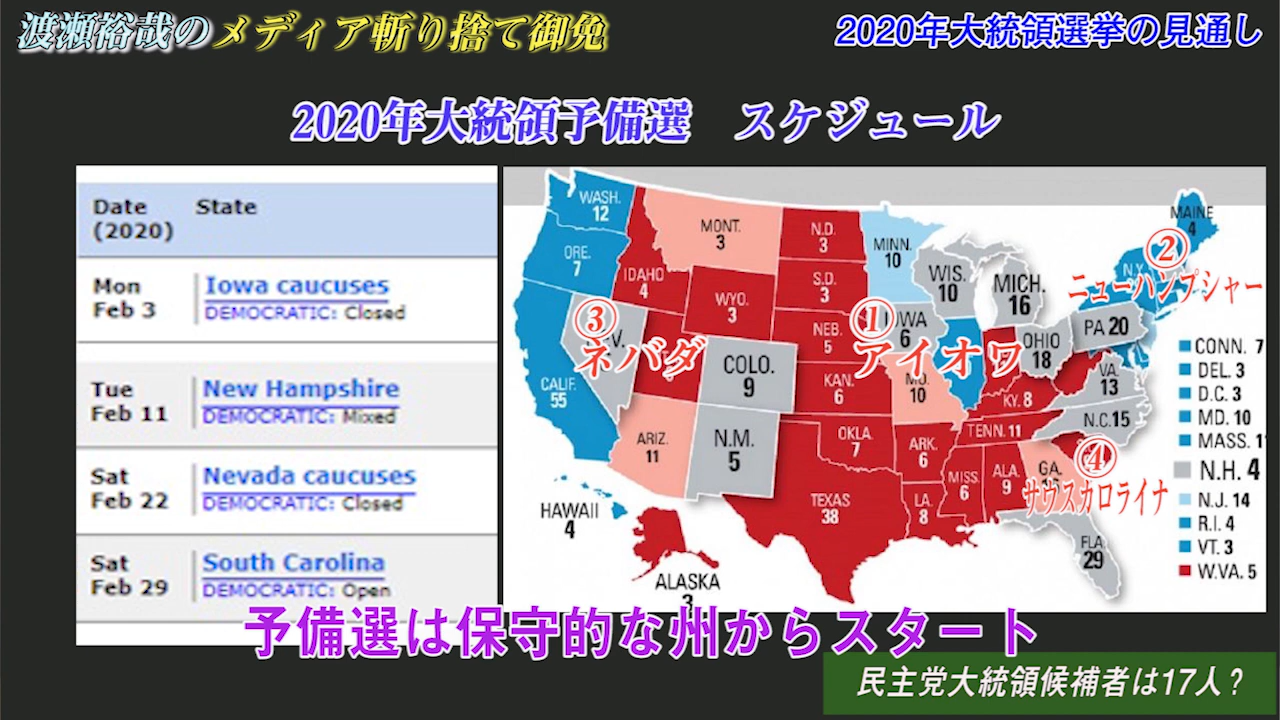 渡瀬裕哉のメディア斬り捨て御免
2020年大統領選挙の見通し
2020年大統領予備選 スケジュール
Date (2020) State
Mon Feb 3 Iowa caucuses
DEMOCRATIC: Closed
Tue Feb 11 New Hampshire
DEMOCRATIC: Mixed
Sat Feb 22 Nevada caucuses
DEMOCRATIC: Closed
Sat Feb 29 South Carolina
DEMOCRATIC: Open
WASH. 12
ORE. 7
CALIF. 55
IDAHO 4
MONT. 3
WYO. 3
N.D. 3
S.D. 3
NEB. 5
KAN. 6
COLO. 9
ARIZ. 11
N.M. 5
OKLA. 7
TEXAS 38
MINN. 10
WIS. 10
MICH. 16
IOWA 6
MO. 10
ARK. 6
LA. 8
MISS. 6
ALA. 9
GA.
FLA. 29
TENN. 11
KY. 8
OHIO 18
PA 20
VA. 13
N.C. 15
N.Y.
MAINE 4
HAWAII 4
ALASKA 3
① アイオワ
② ニューハンプシャー
③ ネバダ
④ サウスカロライナ
CONN. 7
DEL. 3
D.C. 3
MD. 10
MASS. 11
N.H. 4
N.J. 14
R.I. 4
VT. 3
W.VA. 5
予備選は保守的な州からスタート
民主党大統領候補者は17人？